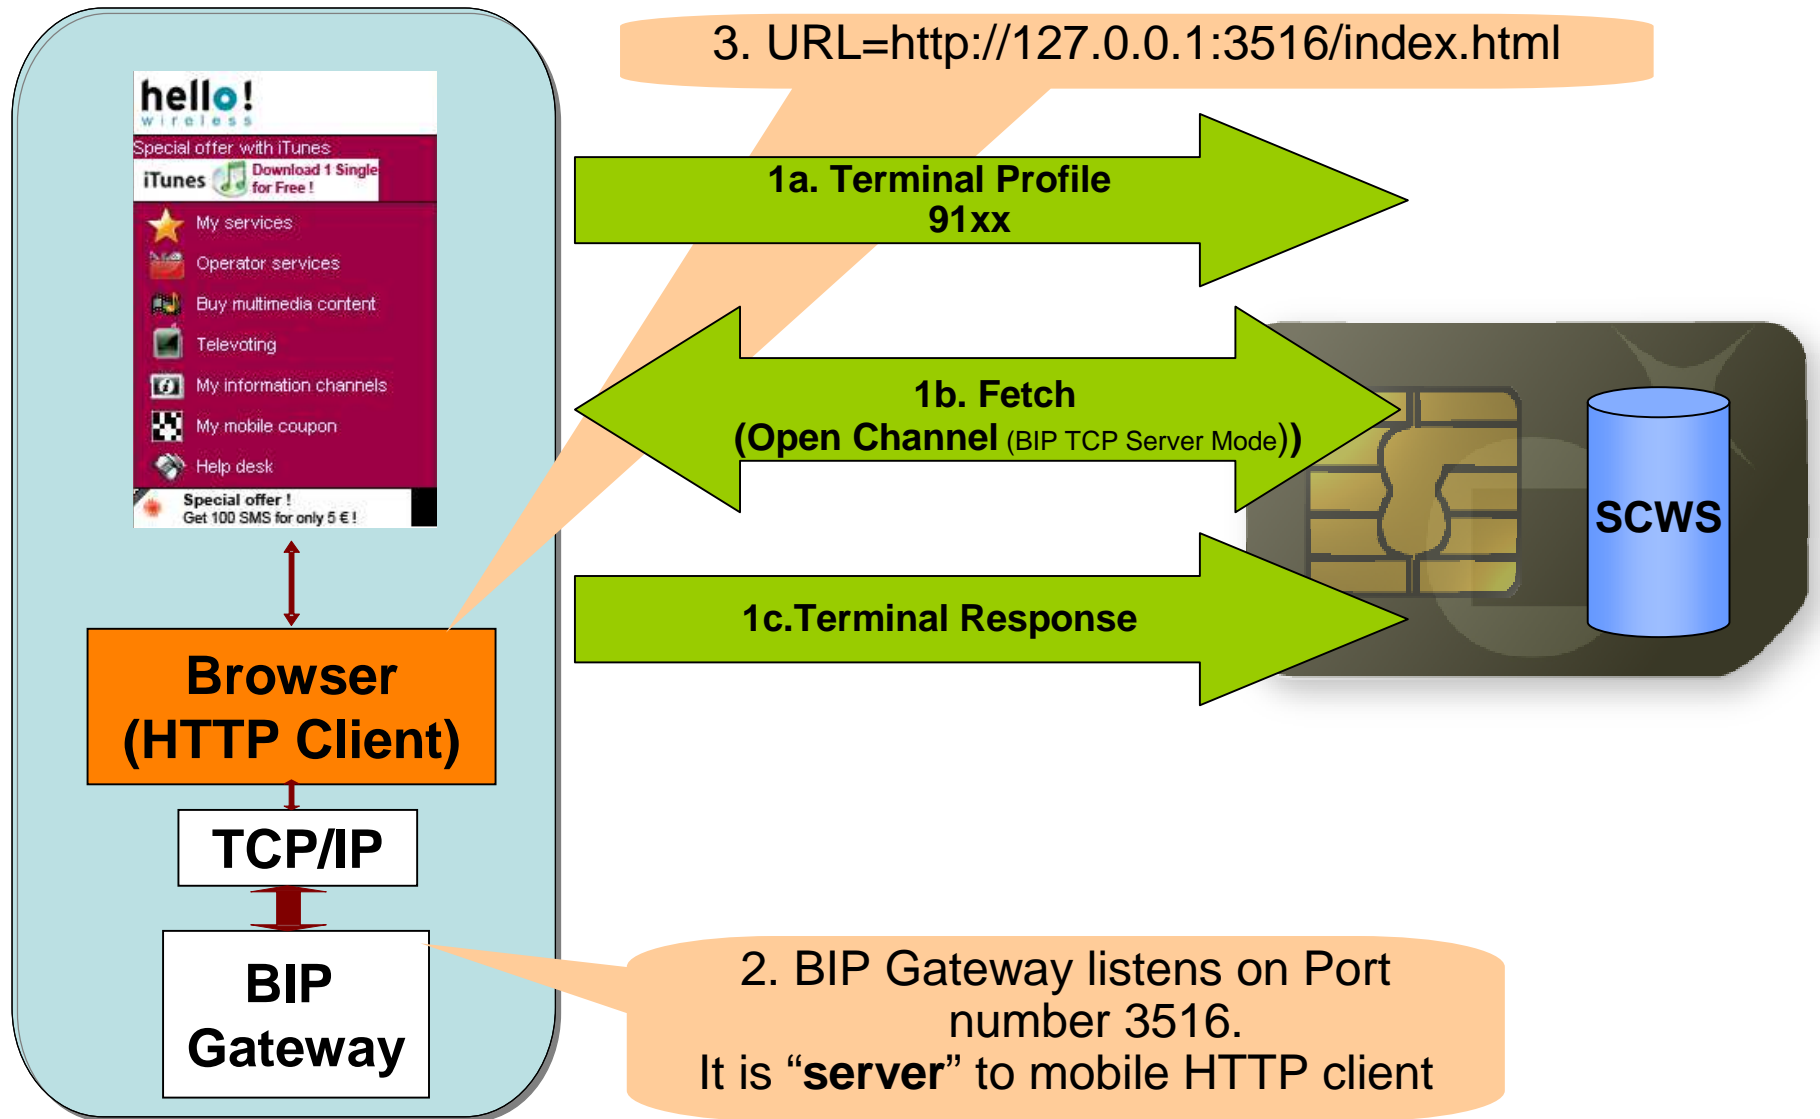 3. URL=http://127.0.0.1:3516/index.html
hello!
wireless
Special offer with iTunes
iTunes
Download 1 Single
for Free !
My services
Operator services
Buy multimedia content
Televoting
My information channels
My mobile coupon
Help desk
Special offer !
Get 100 SMS for only 5 € !
1a. Terminal Profile
91xx
1b. Fetch
(Open Channel (BIP TCP Server Mode))
1c.Terminal Response
SCWS
Browser
(HTTP Client)
TCP/IP
BIP
Gateway
2. BIP Gateway listens on Port
number 3516.
It is “server” to mobile HTTP client